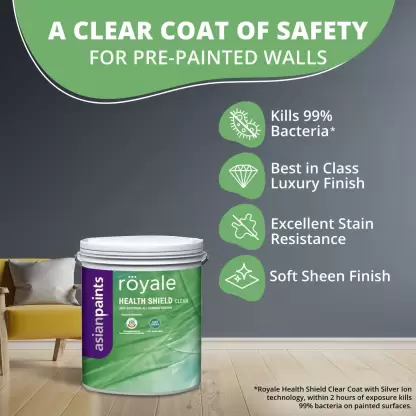 A CLEAR COAT OF SAFETY
FOR PRE-PAINTED WALLS
Kills 99%
Bacteria*
Best in Class
Luxury Finish
Excellent Stain
Resistance
Soft Sheen Finish
asianpaints
royale
HEALTH SHIELD CLEAR
*Royale Health Shield Clear Coat with Silver Ion
technology, within 2 hours of exposure kills
99% bacteria on painted surfaces.